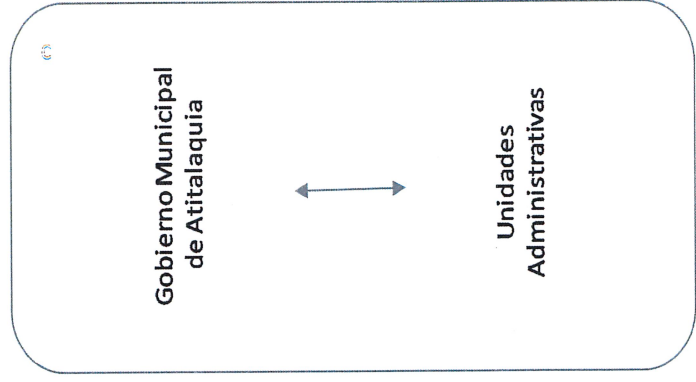 Gobierno Municipal
de Atitalaquia
Unidades
Administrativas